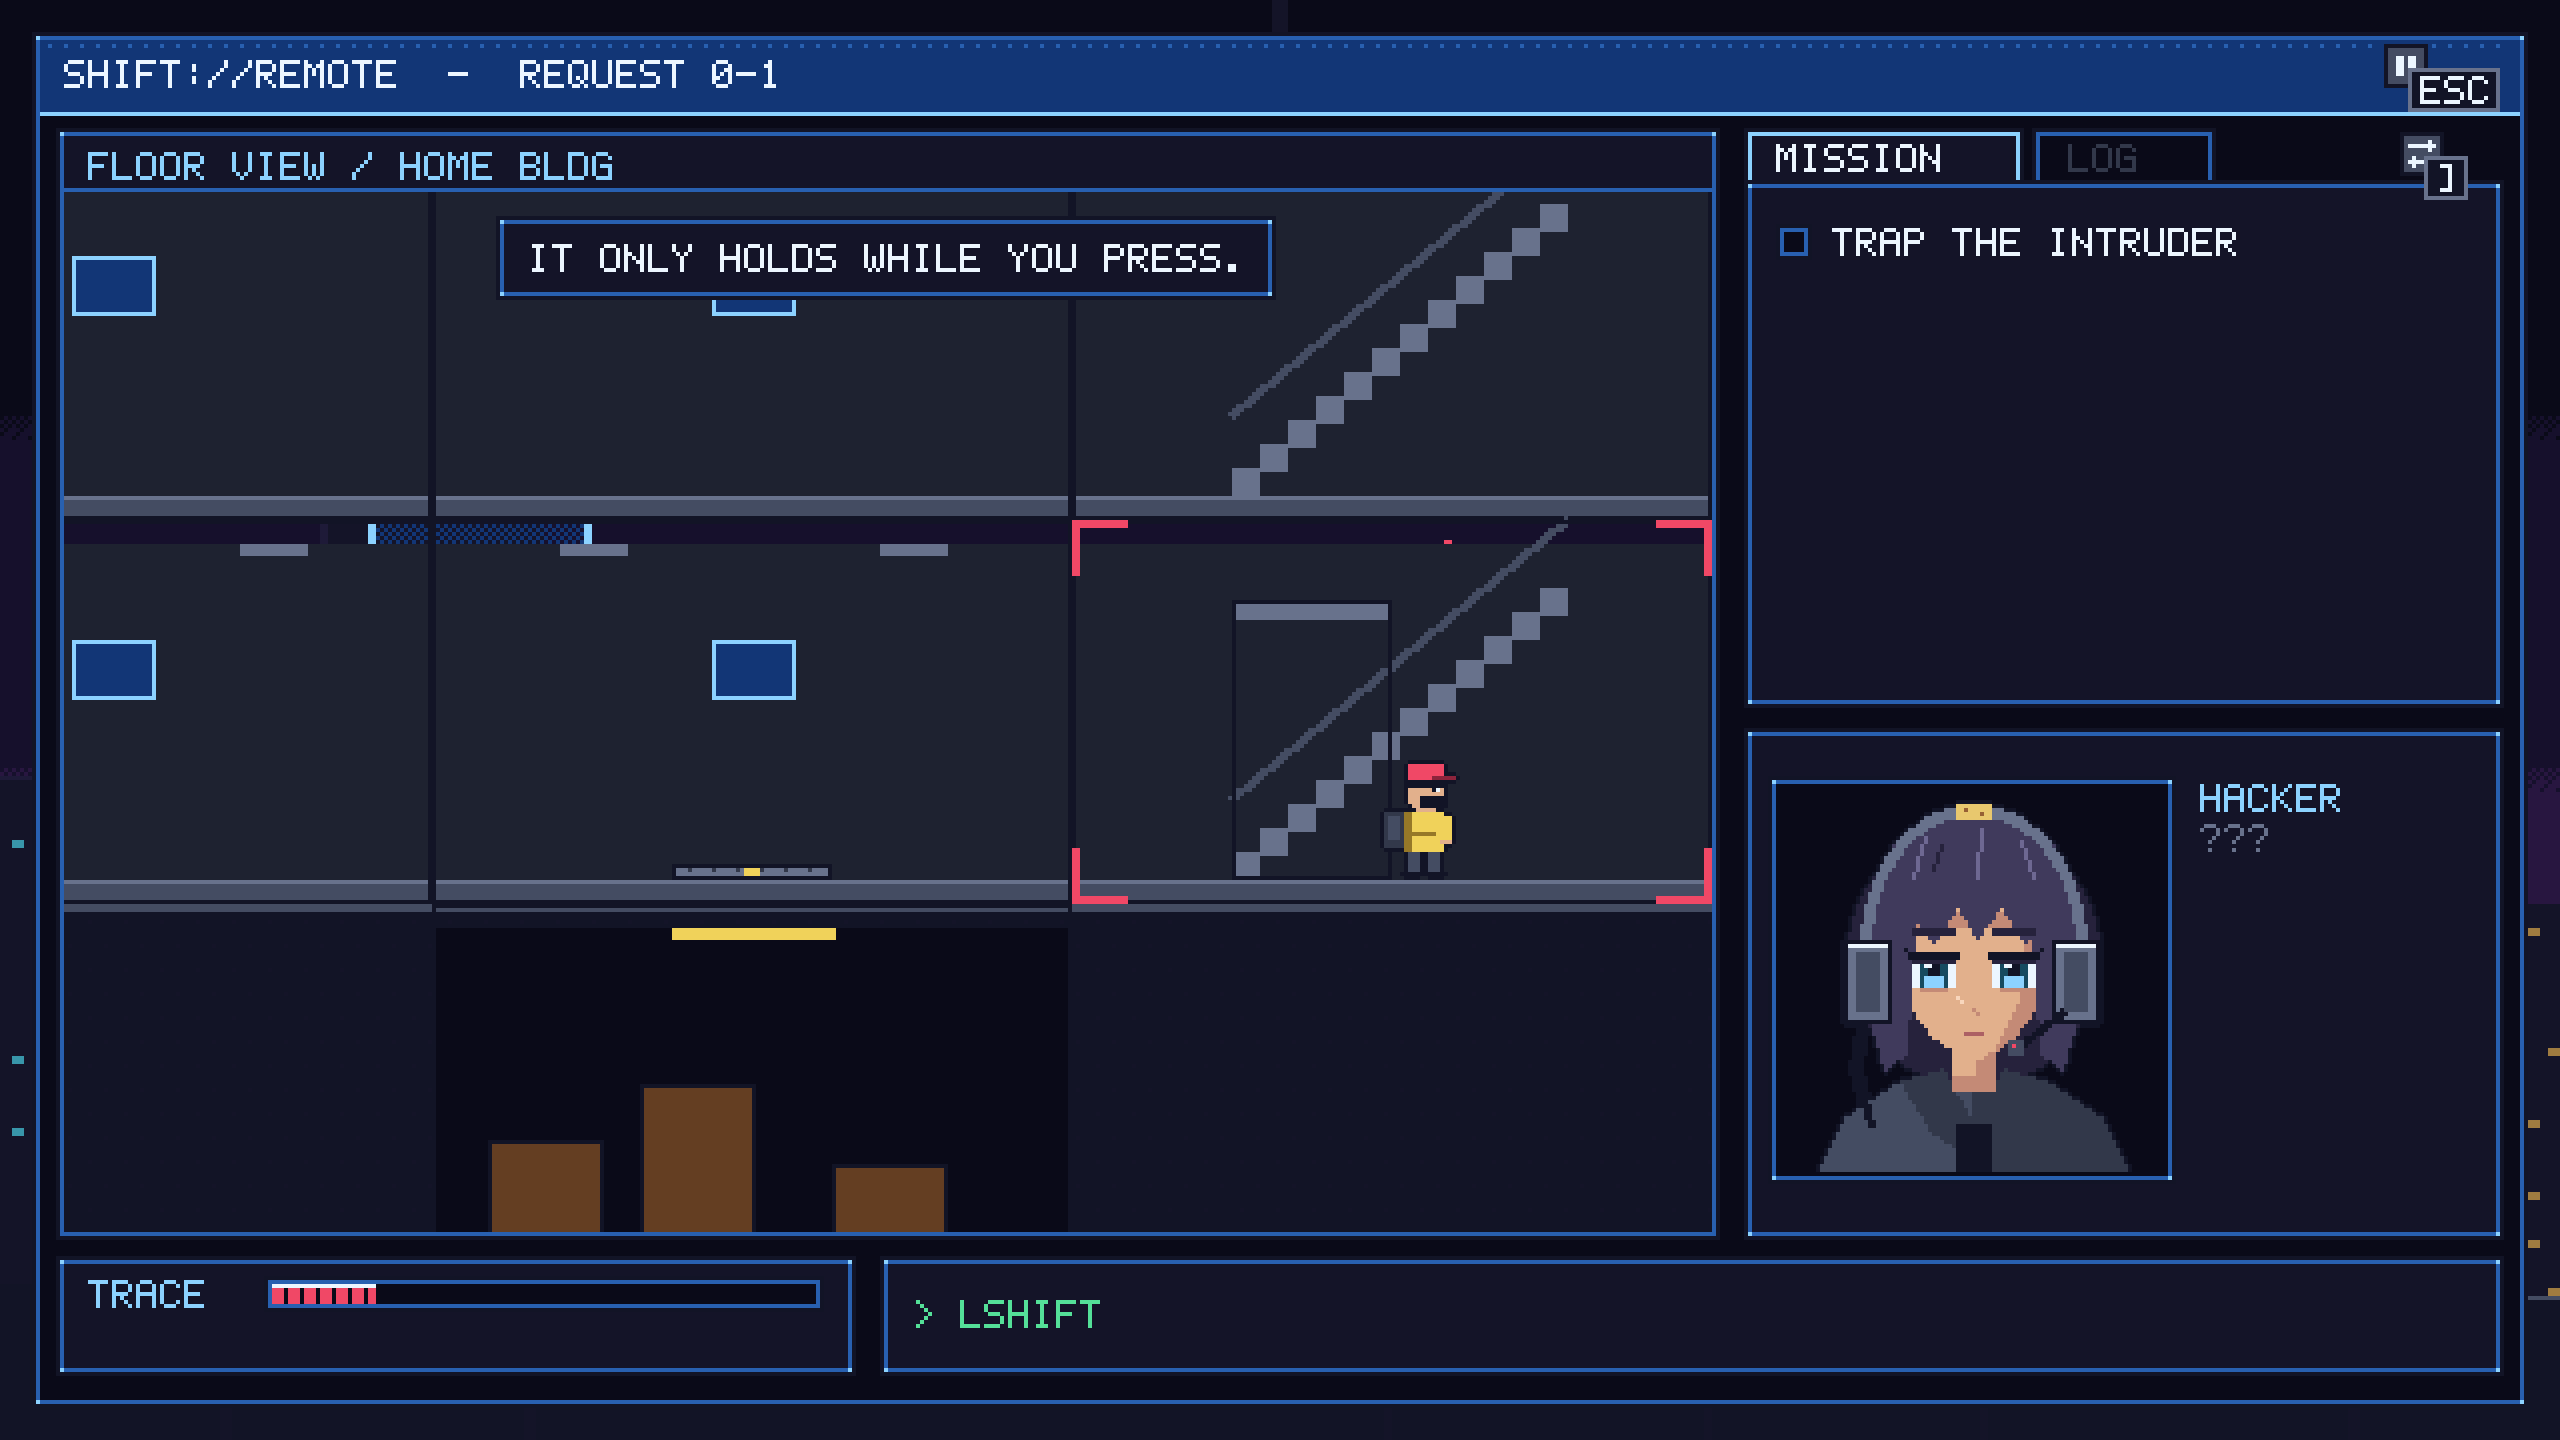 SHIFT://REMOTE - REQUEST 0-1
ESC
FLOOR VIEW / HOME BLDG
IT ONLY HOLDS WHILE YOU PRESS.
MISSION
LOG
]
TRAP THE INTRUDER
HACKER
???
TRACE
> LSHIFT